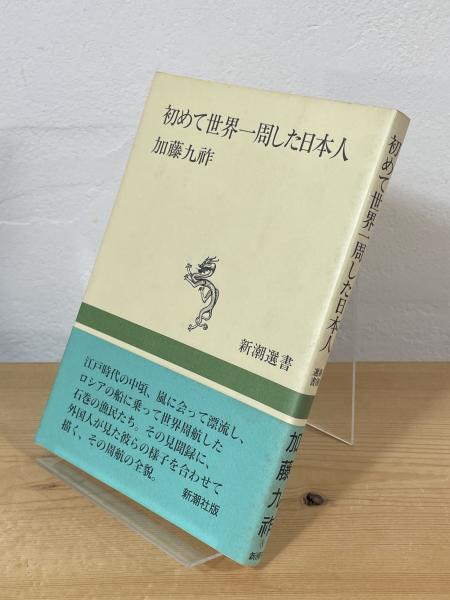 初めて世界一周した日本人
加藤九祚
新潮選書
江戸時代の中頃、嵐に会って漂流し、
ロシアの船に乗って世界周航した
石巻の漁民たち。その見聞録に、
外国人が見た彼らの様子を合わせて
描く、その周航の全貌。
新潮社版
初めて世界一周した日本人
新潮
選書
加藤九祚